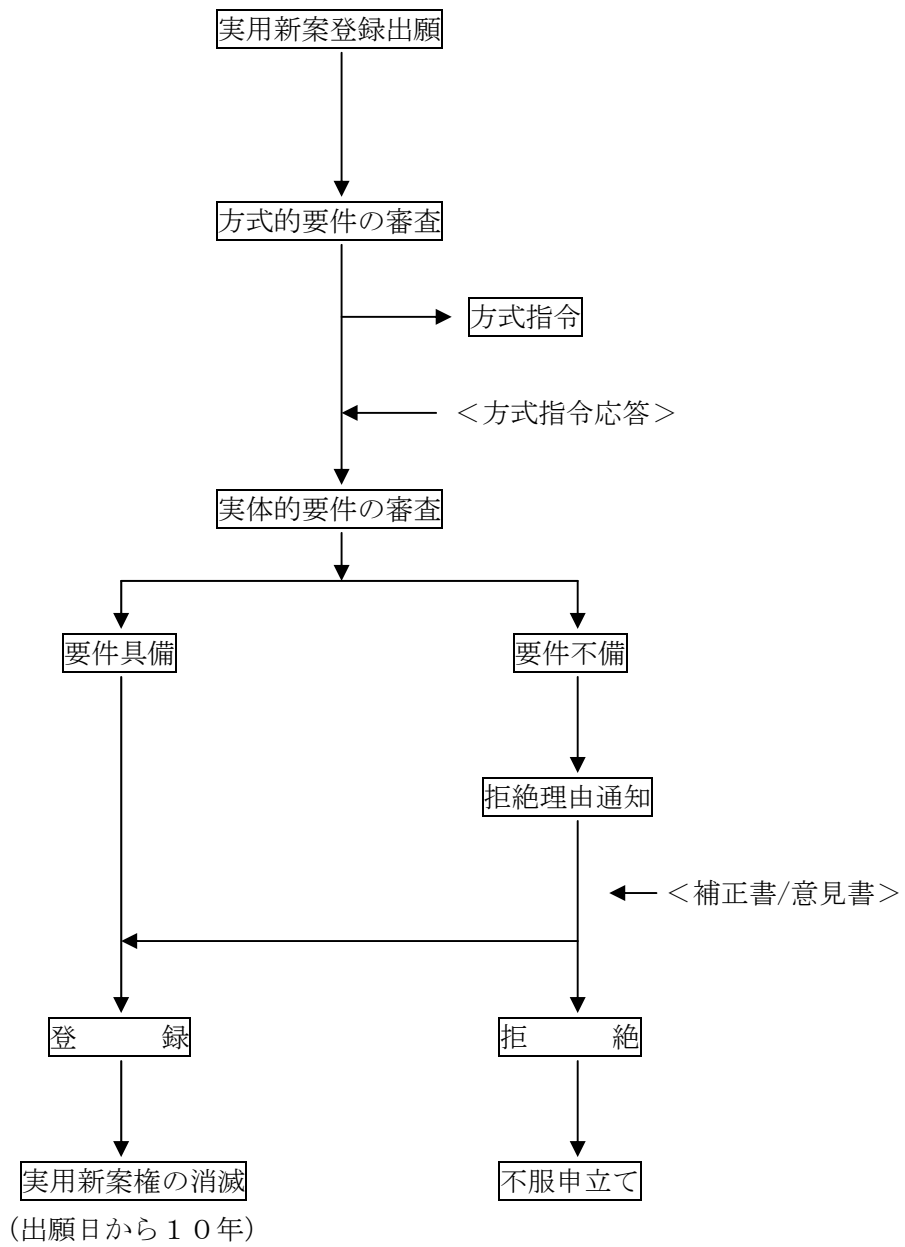 実用新案登録出願
方式的要件の審査
方式指令
＜方式指令応答＞
実体的要件の審査
要件具備
要件不備
拒絶理由通知
＜補正書/意見書＞
登　　　録
拒　　　絶
実用新案権の消滅
不服申立て
（出願日から１０年）